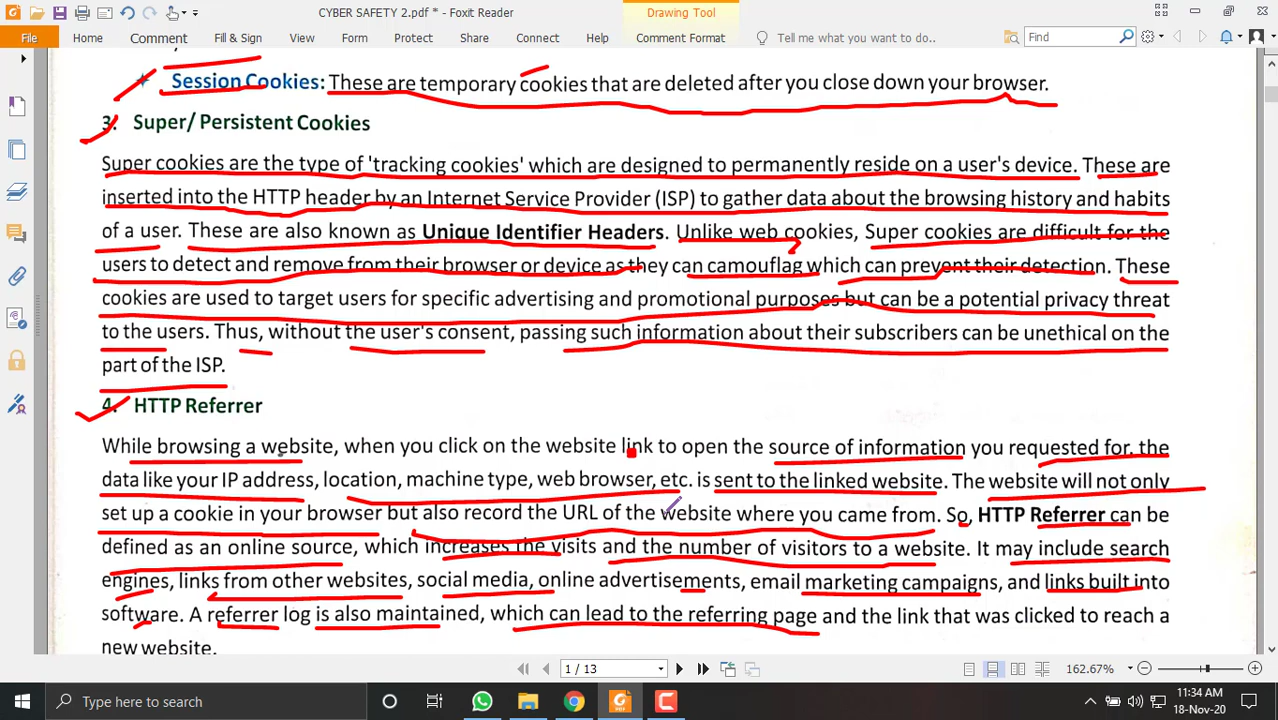 CYBER SAFETY 2.pdf * - Foxit Reader
Drawing Tool
File Home Comment Fill & Sign View Form Protect Share Connect Help Comment Format Tell me what you want to do.. Find
Session Cookies: These are temporary cookies that are deleted after you close down your browser.
3. Super/ Persistent Cookies
Super cookies are the type of 'tracking cookies' which are designed to permanently reside on a user's device. These are
inserted into the HTTP header by an Internet Service Provider (ISP) to gather data about the browsing history and habits
of a user. These are also known as Unique Identifier Headers. Unlike web cookies, Super cookies are difficult for the
users to detect and remove from their browser or device as they can camouflag which can prevent their detection. These
cookies are used to target users for specific advertising and promotional purposes but can be a potential privacy threat
to the users. Thus, without the user's consent, passing such information about their subscribers can be unethical on the
part of the ISP.
4. HTTP Referrer
While browsing a website, when you click on the website link to open the source of information you requested for, the
data like your IP address, location, machine type, web browser, etc. is sent to the linked website. The website will not only
set up a cookie in your browser but also record the URL of the website where you came from. So, HTTP Referrer can be
defined as an online source, which increases the visits and the number of visitors to a website. It may include search
engines, links from other websites, social media, online advertisements, email marketing campaigns, and links built into
software. A referrer log is also maintained, which can lead to the referring page and the link that was clicked to reach a
new website.
1 / 13
162.67%
Type here to search
11:34 AM
18-Nov-20